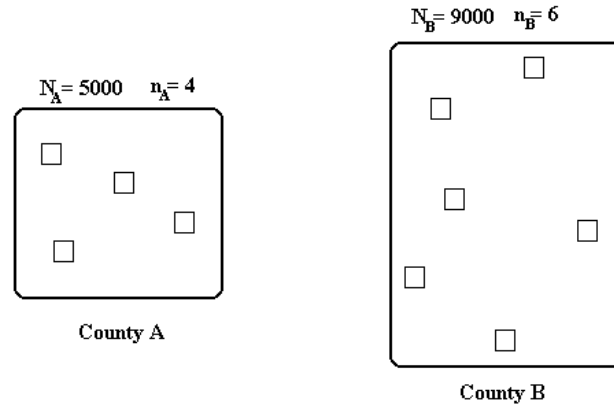 N_A = 5000 n_A = 4
County A
N_B = 9000 n_B = 6
County B